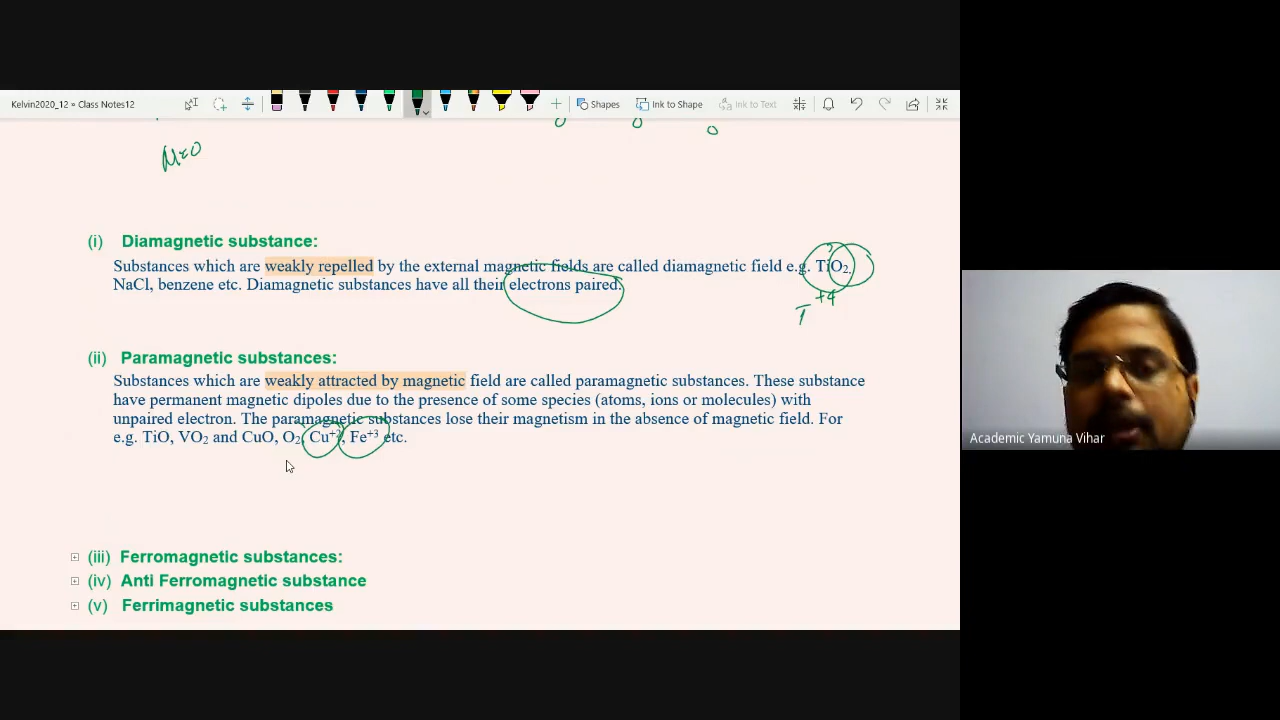 Kelvin2020_12 » Class Notes12
Shapes
Ink to Shape
Ink to Text
M=0
(i) Diamagnetic substance:
Substances which are weakly repelled by the external magnetic fields are called diamagnetic field e.g. TiO2,
NaCl, benzene etc. Diamagnetic substances have all their electrons paired.
+4
T
(ii) Paramagnetic substances:
Substances which are weakly attracted by magnetic field are called paramagnetic substances. These substance
have permanent magnetic dipoles due to the presence of some species (atoms, ions or molecules) with
unpaired electron. The paramagnetic substances lose their magnetism in the absence of magnetic field. For
e.g. TiO, VO2 and CuO, O2, Cu+2, Fe+3 etc.
Academic Yamuna Vihar
(iii) Ferromagnetic substances:
(iv) Anti Ferromagnetic substance
(v) Ferrimagnetic substances